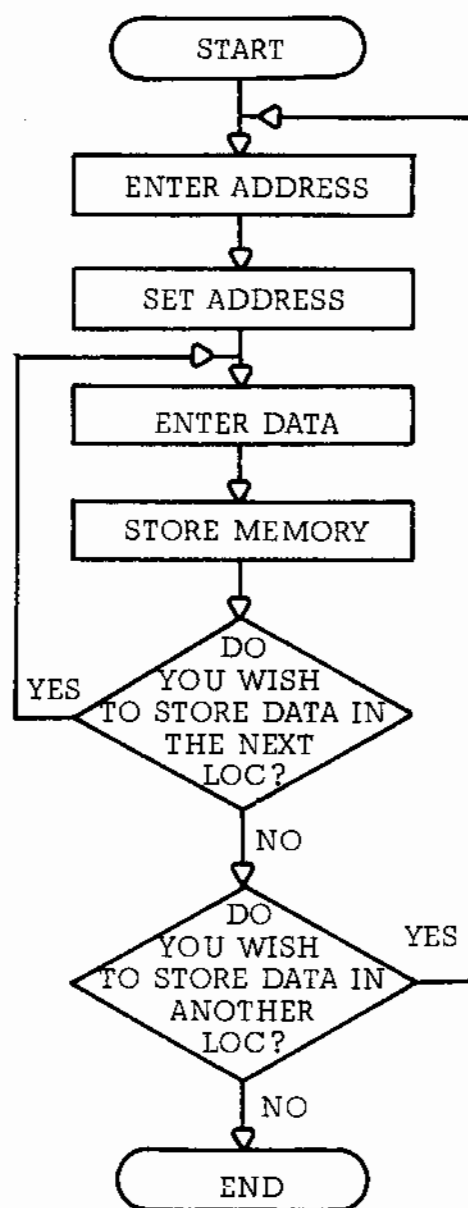 START
ENTER ADDRESS
SET ADDRESS
ENTER DATA
STORE MEMORY
DO
YOU WISH
TO STORE DATA IN
THE NEXT
LOC?
YES
NO
DO
YOU WISH
TO STORE DATA IN
ANOTHER
LOC?
YES
NO
END